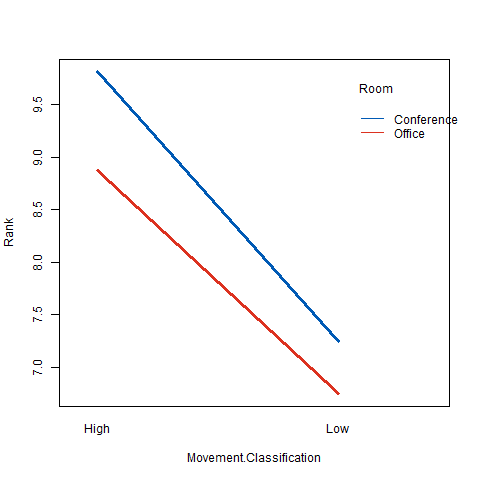 Room
Conference
Office
9.5
9.0
8.5
8.0
7.5
7.0
Rank
High
Low
Movement.Classification